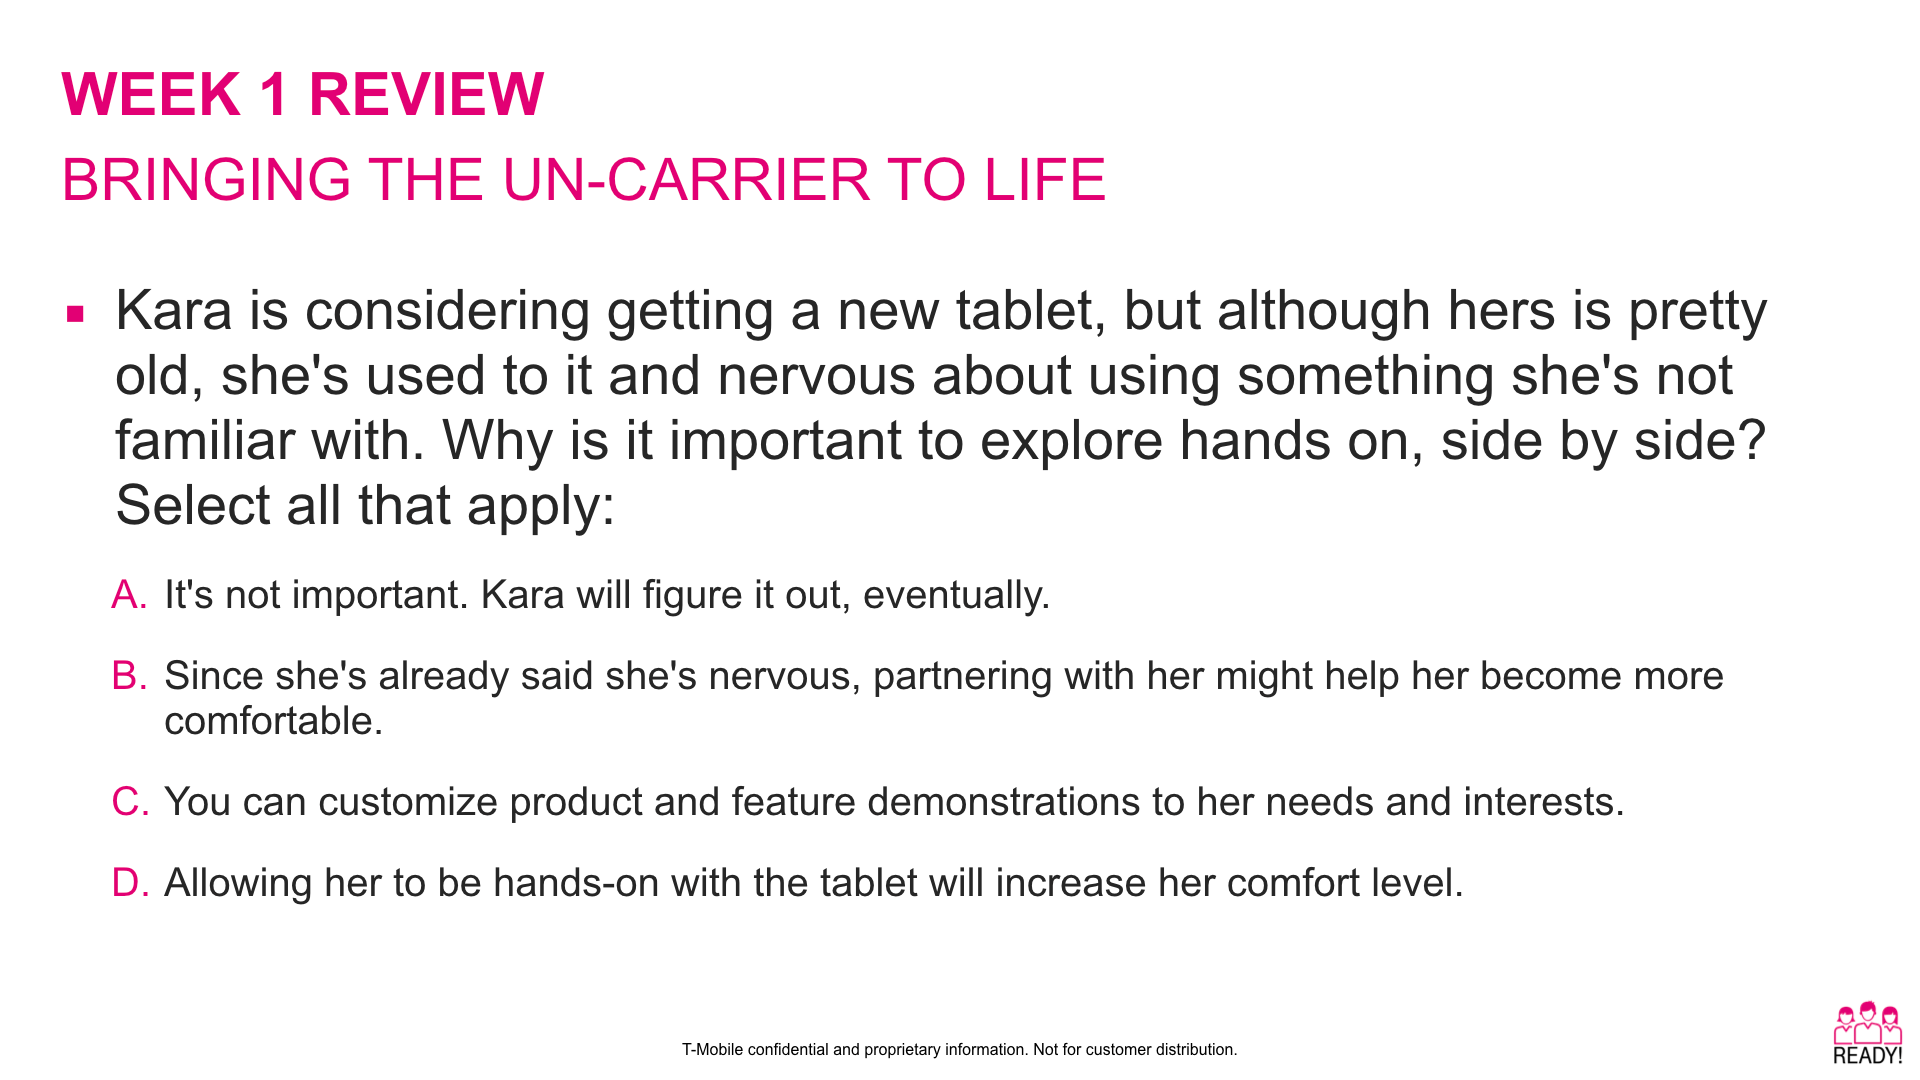 WEEK 1 REVIEW
BRINGING THE UN-CARRIER TO LIFE
▪ Kara is considering getting a new tablet, but although hers is pretty
old, she's used to it and nervous about using something she's not
familiar with. Why is it important to explore hands on, side by side?
Select all that apply:
A. It's not important. Kara will figure it out, eventually.
B. Since she's already said she's nervous, partnering with her might help her become more
comfortable.
C. You can customize product and feature demonstrations to her needs and interests.
D. Allowing her to be hands-on with the tablet will increase her comfort level.
T-Mobile confidential and proprietary information. Not for customer distribution.
READY!